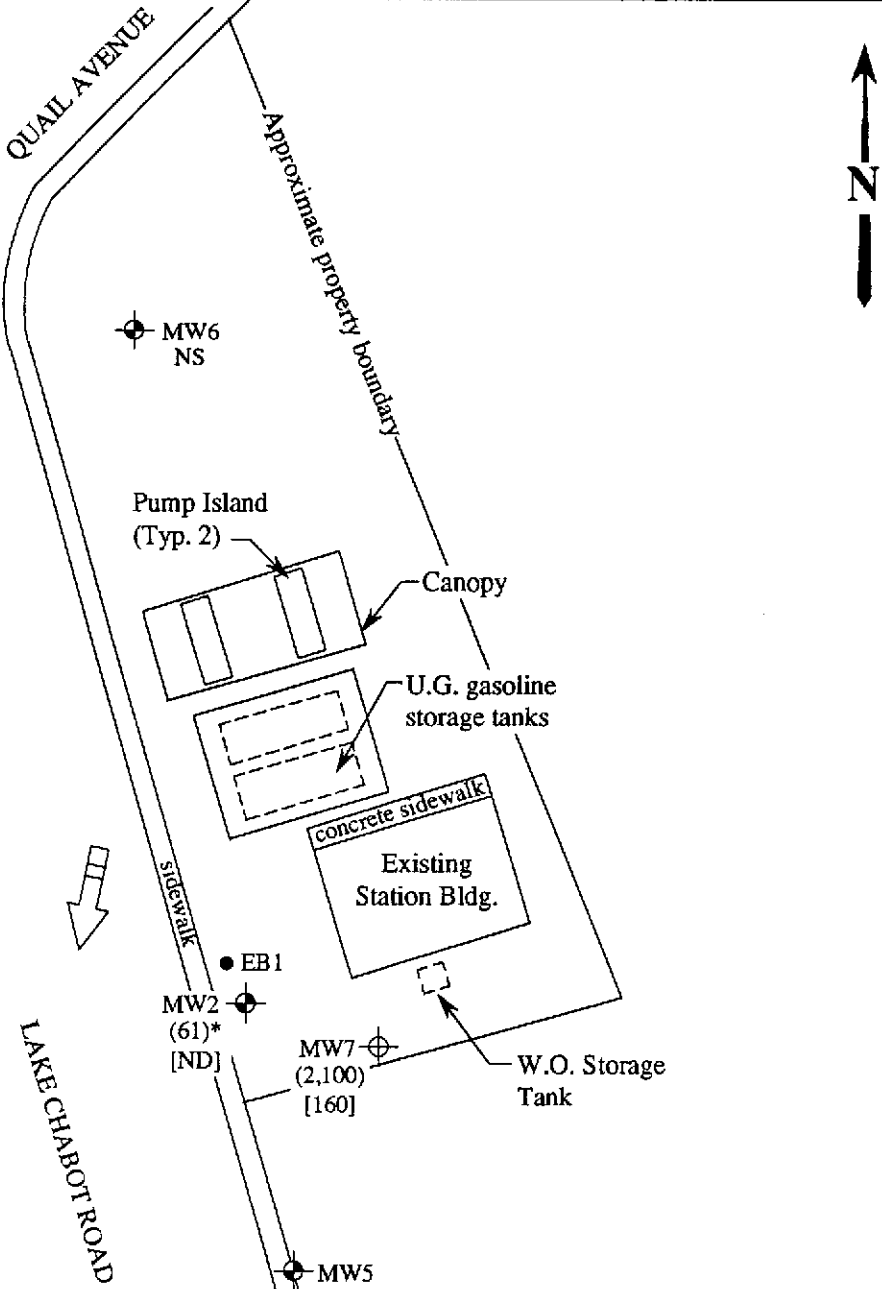 QUAIL AVENUE
Approximate property boundary
N
MW6
NS
Pump Island
(Typ. 2)
Canopy
U.G. gasoline
storage tanks
concrete sidewalk
Existing
Station Bldg.
sidewalk
EB1
MW2
(61)*
[ND]
MW7
(2,100)
[160]
W.O. Storage
Tank
LAKE CHABOT ROAD
MW5